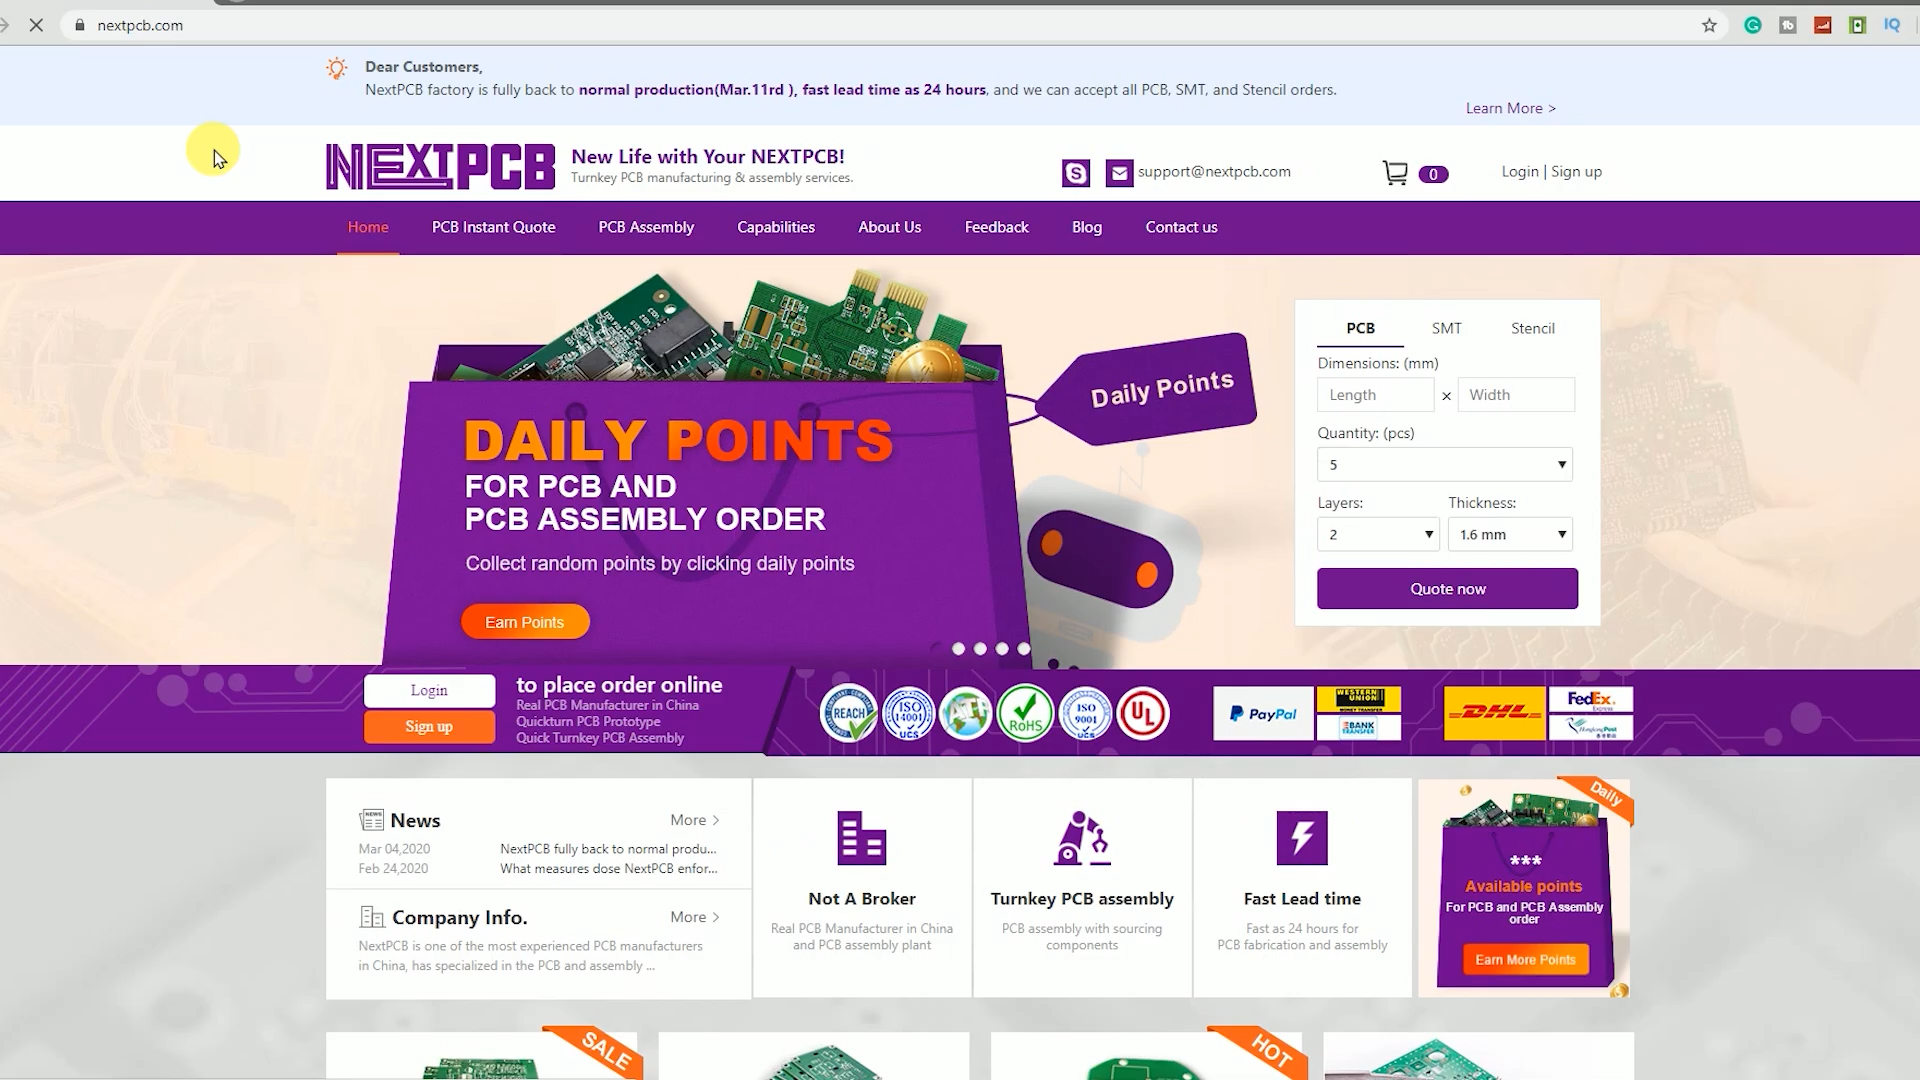 nextpcb.com
Dear Customers,
NextPCB factory is fully back to normal production(Mar.11rd ), fast lead time as 24 hours, and we can accept all PCB, SMT, and Stencil orders.
Learn More >
NEXTPCB
New Life with Your NEXTPCB!
Turnkey PCB manufacturing & assembly services.
support@nextpcb.com
0
Login | Sign up
Home
PCB Instant Quote
PCB Assembly
Capabilities
About Us
Feedback
Blog
Contact us
Daily Points
DAILY POINTS
FOR PCB AND
PCB ASSEMBLY ORDER
Collect random points by clicking daily points
Earn Points
PCB
SMT
Stencil
Dimensions: (mm)
Length × Width
Quantity: (pcs)
5
Layers: Thickness:
2 1.6 mm
Quote now
Login
Sign up
to place order online
Real PCB Manufacturer in China
Quickturn PCB Prototype
Quick Turnkey PCB Assembly
REACH
ISO
14001
UCS
RoHS
ISO
9001
UCS
UL
PayPal
WESTERN
UNION
MONEY TRANSFER
BANK
TRANSFER
DHL
FedEx
HongkongPost
News
More >
Mar 04,2020 NextPCB fully back to normal produ...
Feb 24,2020 What measures dose NextPCB enfor...
Company Info.
More >
NextPCB is one of the most experienced PCB manufacturers
in China, has specialized in the PCB and assembly ...
Not A Broker
Real PCB Manufacturer in China
and PCB assembly plant
Turnkey PCB assembly
PCB assembly with sourcing
components
Fast Lead time
Fast as 24 hours for
PCB fabrication and assembly
Daily
***
Available points
For PCB and PCB Assembly
order
Earn More Points
SALE
HOT